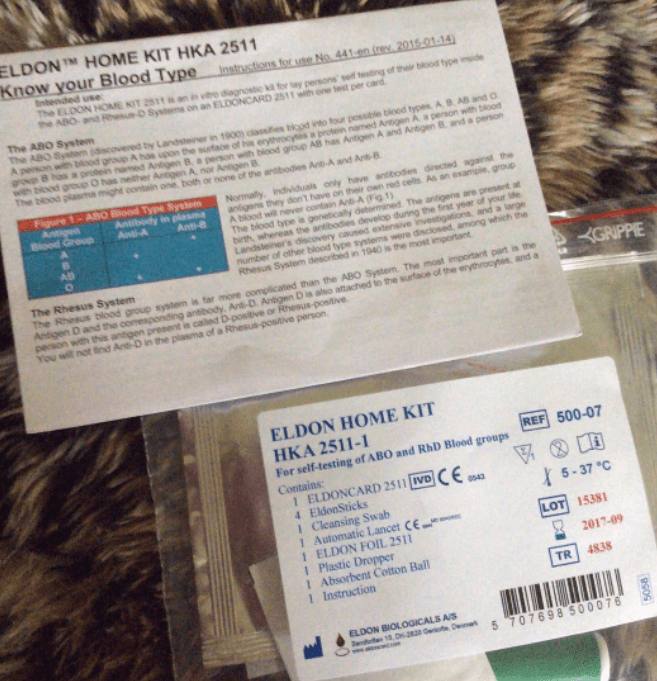 ELDON™ HOME KIT HKA 2511
Know your Blood Type Instructions for use No. 441-en (rev. 2015-01-14)
Intended use:
The ELDON HOME KIT 2511 is an in vitro diagnostic kit for lay persons' self testing of their blood type inside
the ABO- and Rhesus-D Systems on an ELDONCARD 2511 with one test per card.
The ABO System
The ABO System (discovered by Landsteiner in 1900) classifies blood into four possible blood types, A, B, AB and O.
A person with blood group A has upon the surface of his erythrocytes a protein named Antigen A, a person with blood
group B has a protein named Antigen B, a person with blood group AB has Antigen A and Antigen B, and a person
with blood group O has neither Antigen A, nor Antigen B.
The blood plasma might contain one, both or none of the antibodies Anti-A and Anti-B.
Figure 1 - ABO Blood Type System
Antigen Antibody in plasma
Blood Group Anti-A Anti-B
A +
B +
AB
O + +
Normally, individuals only have antibodies directed against the
antigens they don't have on their own red cells. As an example, group
A blood will never contain Anti-A (Fig.1)
The blood type is genetically determined. The antigens are present at
birth, whereas the antibodies develop during the first year of your life.
Landsteiner's discovery caused extensive investigations, and a large
number of other blood type systems were disclosed, among which the
Rhesus System described in 1940 is the most important.
The Rhesus System
The Rhesus blood group system is far more complicated than the ABO System. The most important part is the
Antigen D and the corresponding antibody, Anti-D. Antigen D is also attached to the surface of the erythrocytes, and a
person with this antigen present is called D-positive or Rhesus-positive.
You will not find Anti-D in the plasma of a Rhesus-positive person.
GRIPPIE
ELDON HOME KIT
HKA 2511-1
For self-testing of ABO and RhD Blood groups
Contains:
1 ELDONCARD 2511 IVD CE 0543
4 EldonSticks
1 Cleansing Swab
1 Automatic Lancet CE
1 ELDON FOIL 2511
1 Plastic Dropper
1 Absorbent Cotton Ball
1 Instruction
REF 500-07
5 - 37 °C
LOT 15381
2017-09
TR 4838
ELDON BIOLOGICALS A/S
Denmark
www.eldoncard.com
5 707698 500076
5058